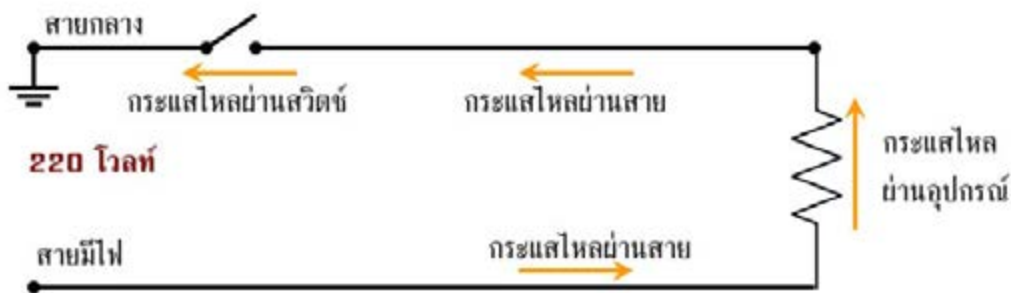 สายกลาง
กระแสไหลผ่านสวิตช์
กระแสไหลผ่านสาย
220 โวลท์
กระแสไหล
ผ่านอุปกรณ์
สายมีไฟ
กระแสไหลผ่านสาย